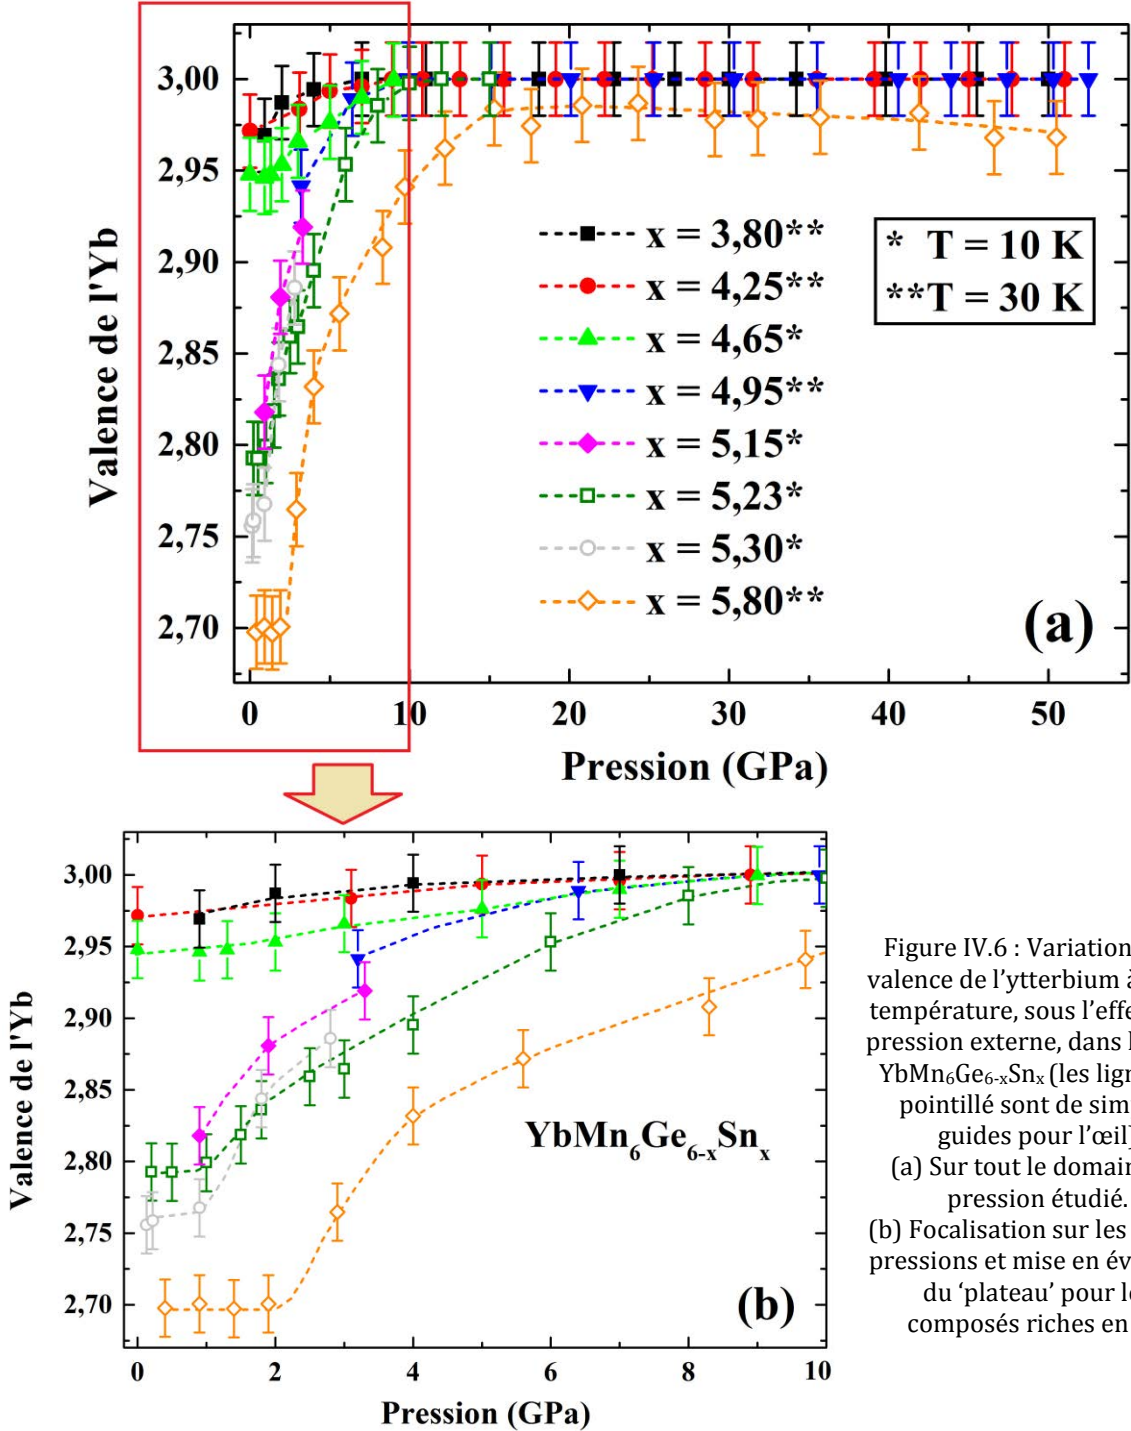 3,00
2,95
2,90
2,85
2,80
2,75
2,70
Valence de l'Yb
x = 3,80**
x = 4,25**
x = 4,65*
x = 4,95**
x = 5,15*
x = 5,23*
x = 5,30*
x = 5,80**
* T = 10 K
**T = 30 K
(a)
0 10 20 30 40 50
Pression (GPa)
3,00
2,95
2,90
2,85
2,80
2,75
2,70
Valence de l'Yb
YbMn₆Ge₆₋ₓSnₓ
(b)
0 2 4 6 8 10
Pression (GPa)
Figure IV.6 : Variation
valence de l’ytterbium
température, sous l’effe
pression externe, dans
YbMn₆Ge₆₋ₓSnₓ (les lign
pointillé sont de sim
guides pour l’œil
(a) Sur tout le domai
pression étudié.
(b) Focalisation sur les
pressions et mise en év
du ‘plateau’ pour
composés riches en